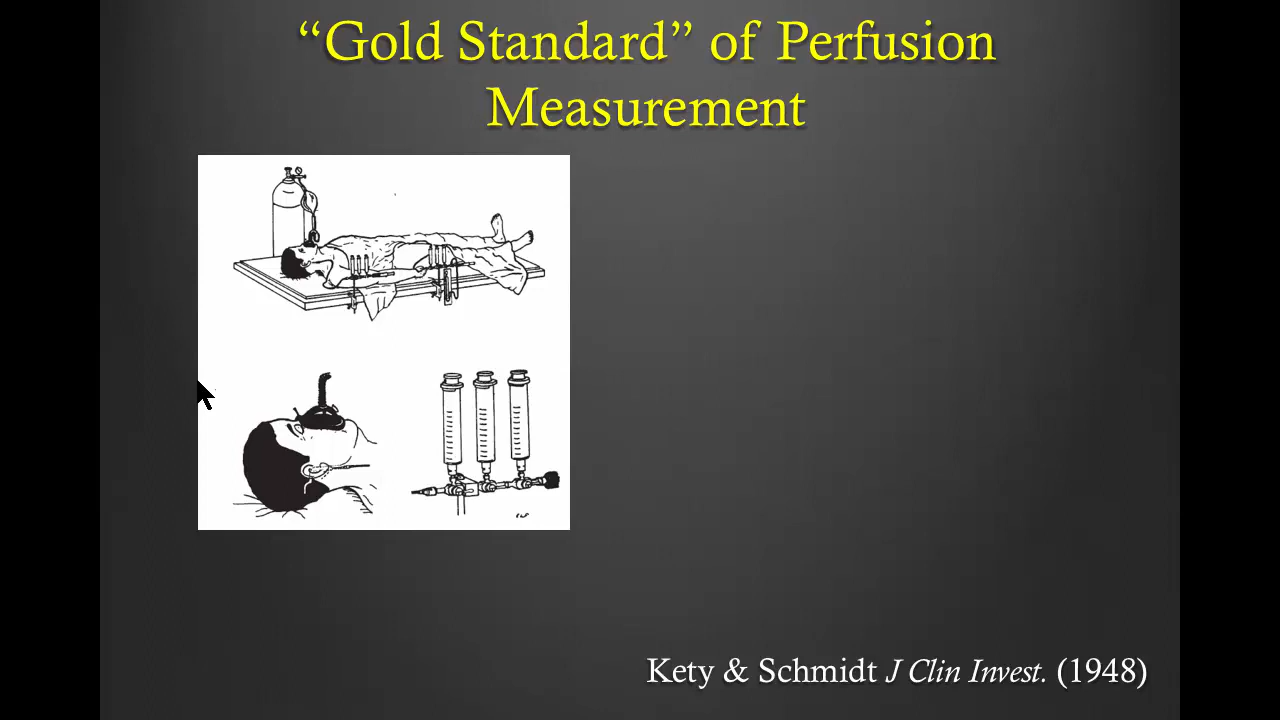 “Gold Standard” of Perfusion
Measurement
Kety & Schmidt J Clin Invest. (1948)